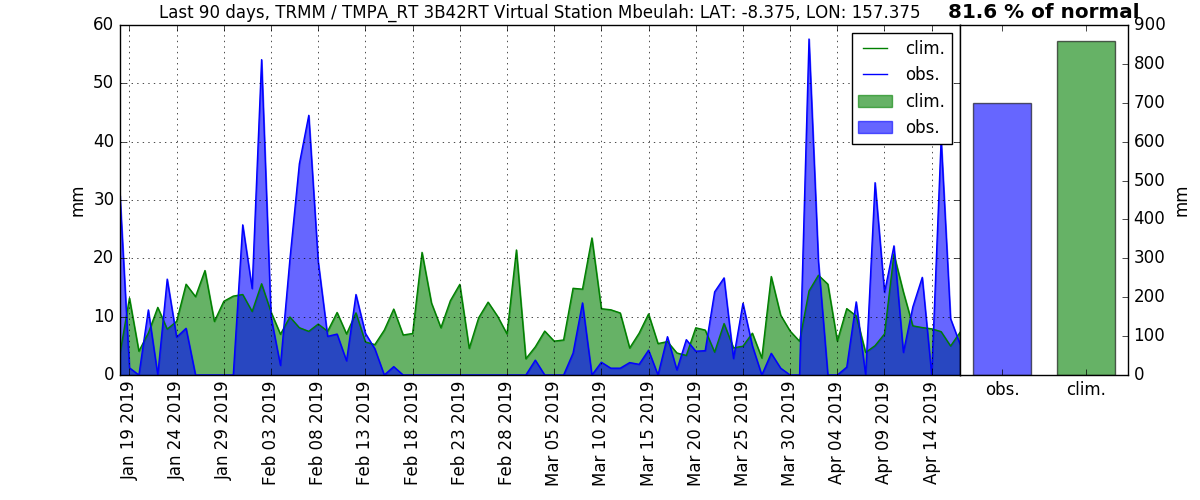 Last 90 days, TRMM / TMPA_RT 3B42RT Virtual Station Mbeulah: LAT: -8.375, LON: 157.375
81.6 % of normal
60
50
40
30
20
10
0
mm
clim.
obs.
clim.
obs.
900
800
700
600
500
400
300
200
100
0
mm
Jan 19 2019
Jan 24 2019
Jan 29 2019
Feb 03 2019
Feb 08 2019
Feb 13 2019
Feb 18 2019
Feb 23 2019
Feb 28 2019
Mar 05 2019
Mar 10 2019
Mar 15 2019
Mar 20 2019
Mar 25 2019
Mar 30 2019
Apr 04 2019
Apr 09 2019
Apr 14 2019
obs.
clim.